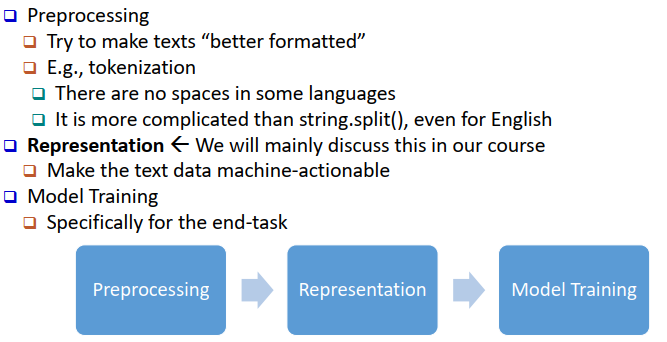 Preprocessing
Try to make texts “better formatted”
E.g., tokenization
There are no spaces in some languages
It is more complicated than string.split(), even for English
Representation ← We will mainly discuss this in our course
Make the text data machine-actionable
Model Training
Specifically for the end-task
Preprocessing Representation Model Training